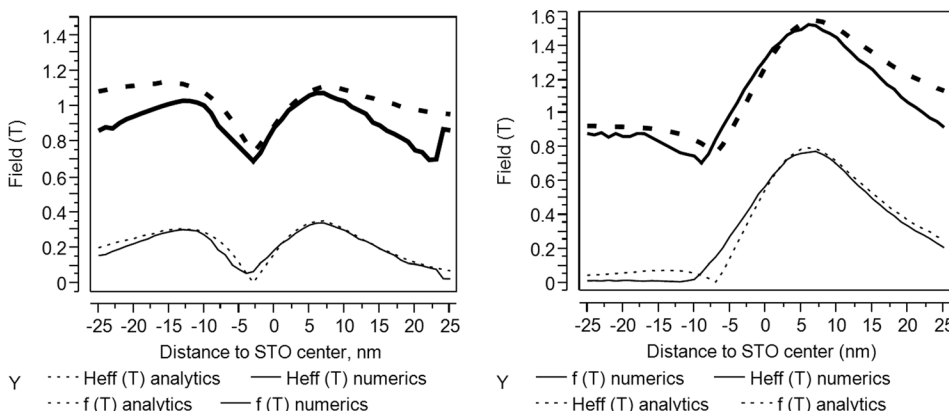 1.4
1.2
1
0.8
0.6
0.4
0.2
0
Field (T)
-25 -20 -15 -10 -5 0 5 10 15 20 25
Distance to STO center, nm
Y Heff (T) analytics Heff (T) numerics
f (T) analytics f (T) numerics
1.6
1.4
1.2
1
0.8
0.6
0.4
0.2
0
Field (T)
-25 -20 -15 -10 -5 0 5 10 15 20 25
Distance to STO center (nm)
Y f (T) numerics Heff (T) numerics
Heff (T) analytics f (T) analytics